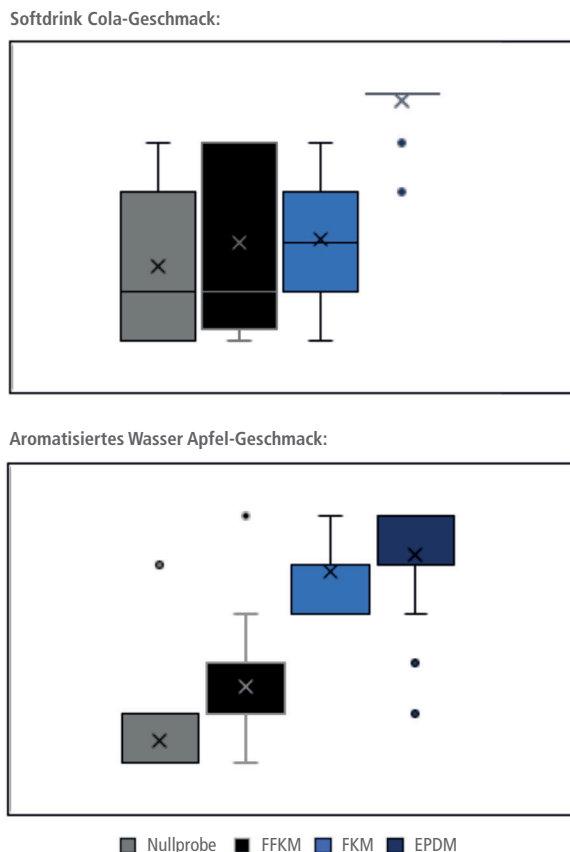 Softdrink Cola-Geschmack:
Aromatisiertes Wasser Apfel-Geschmack:
Nullprobe FFKM FKM EPDM